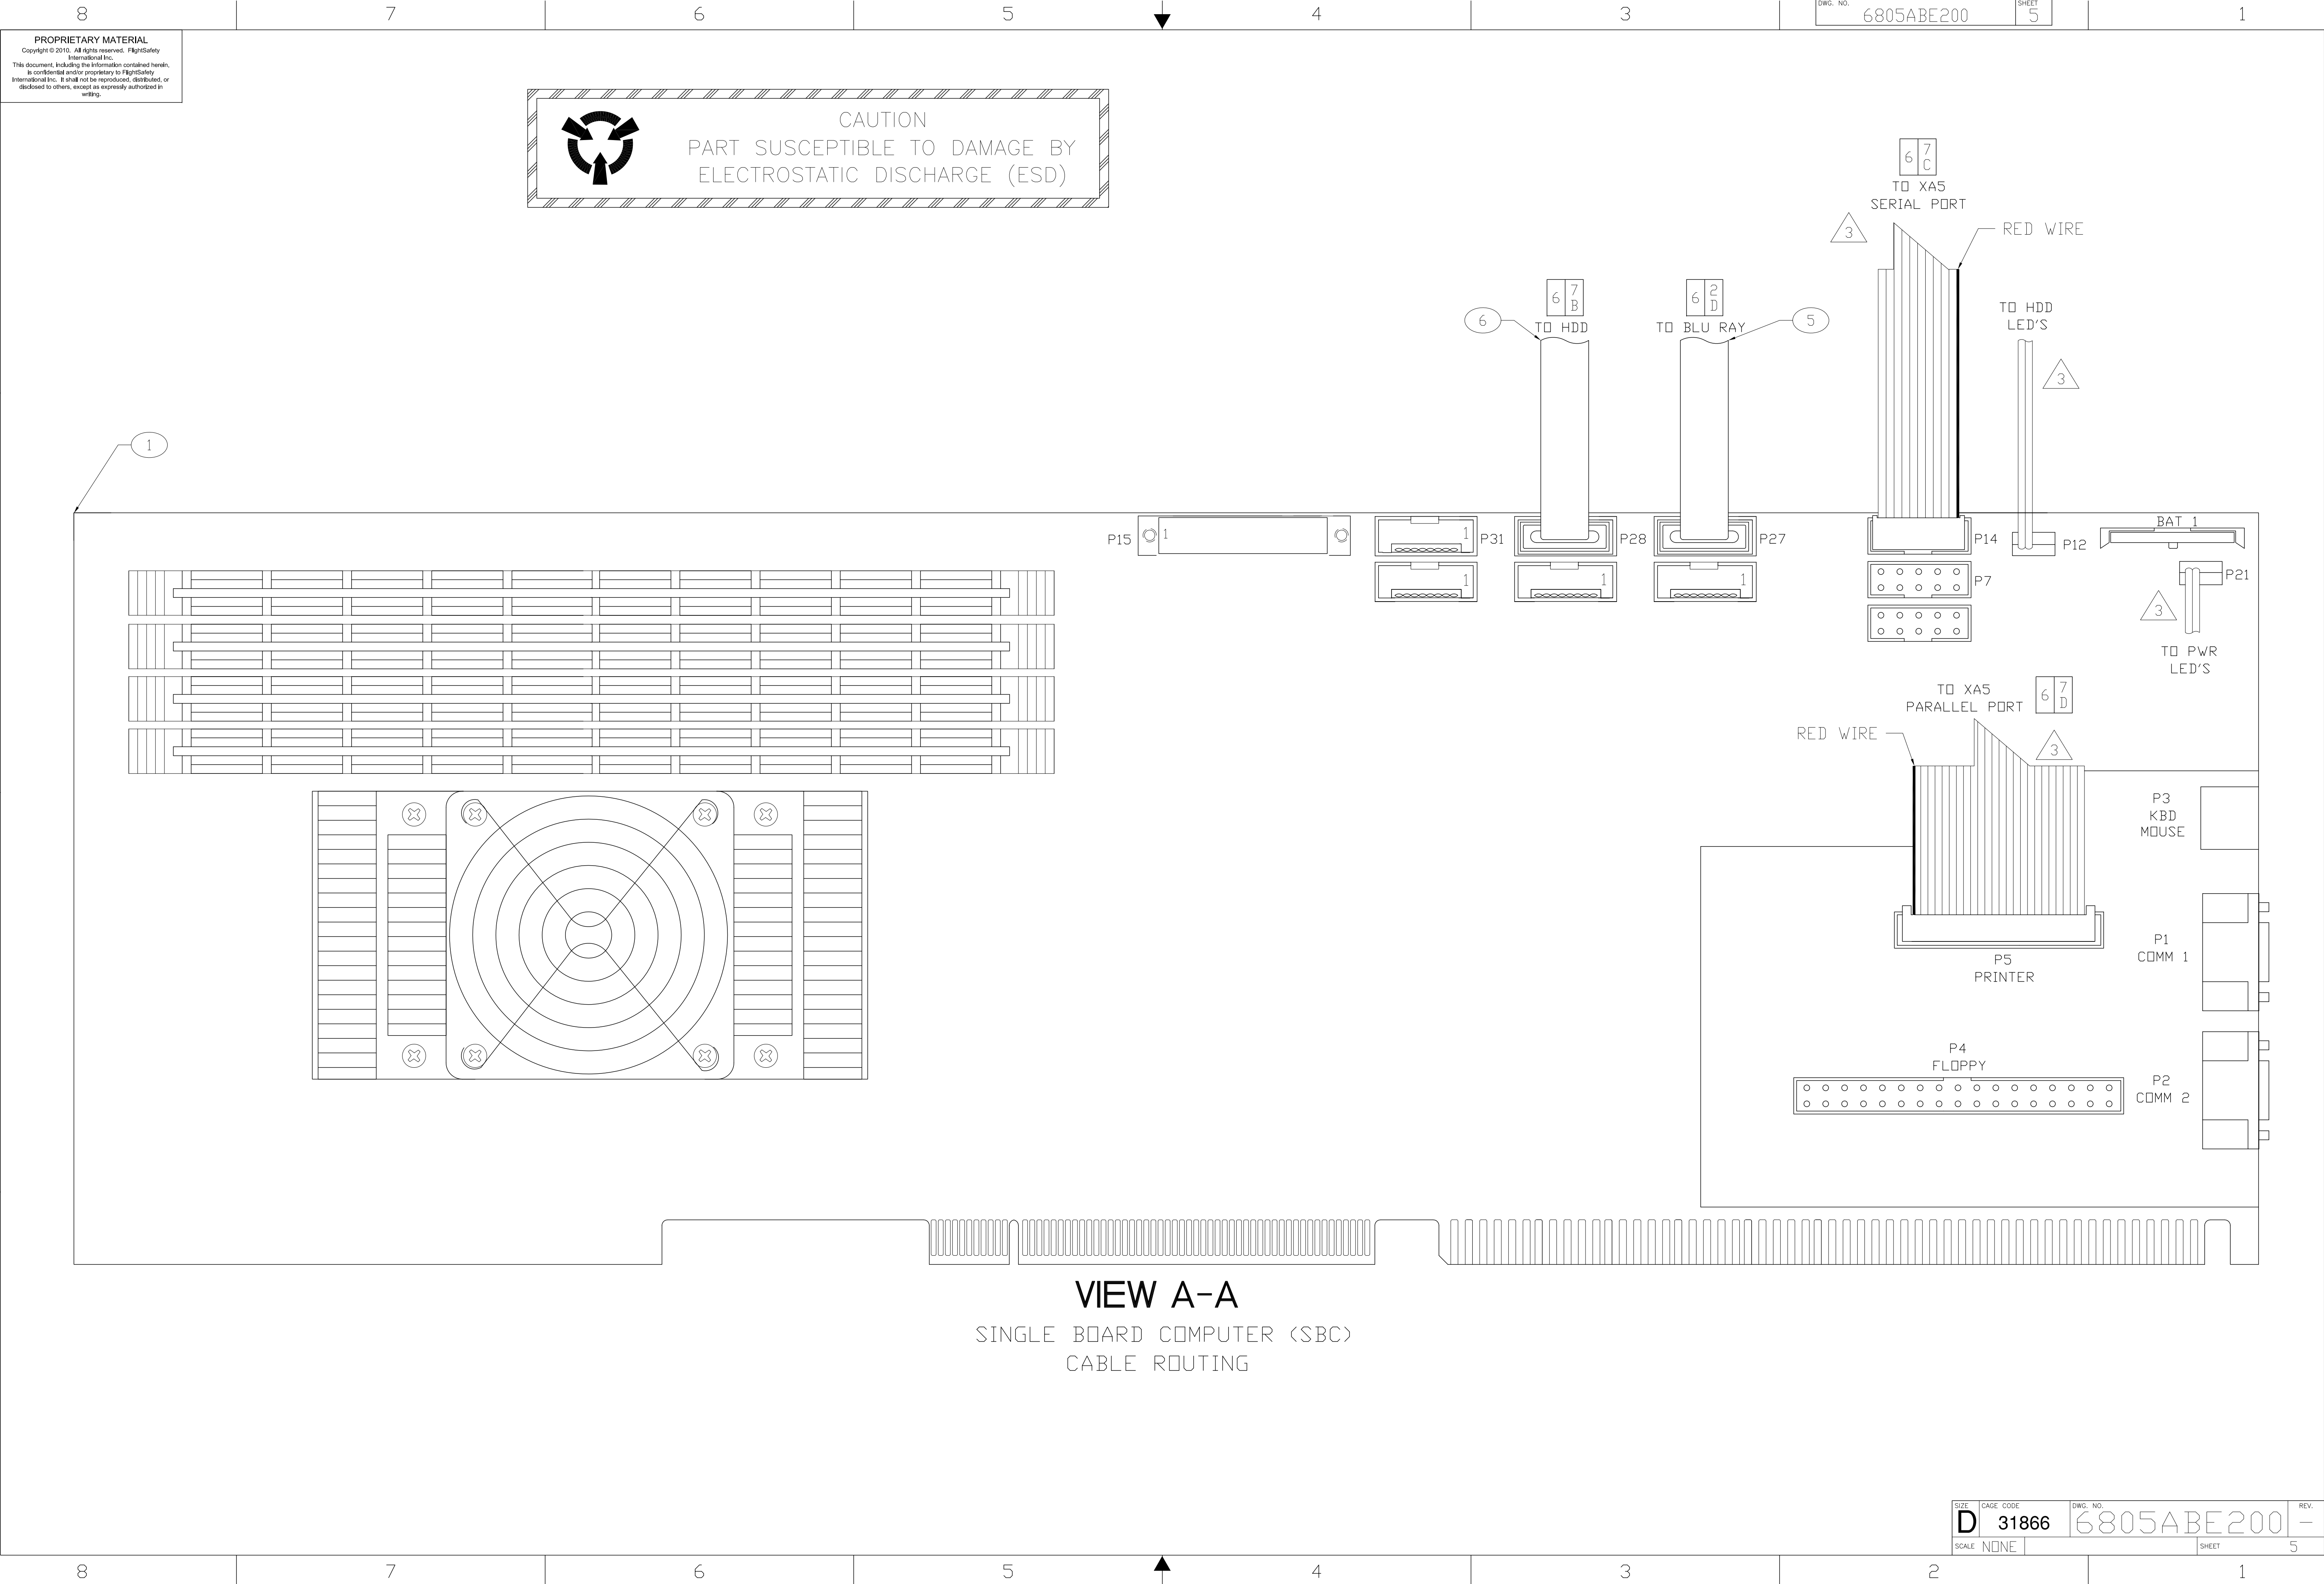 8 7 6 5 4 3 1
DWG. NO. 6805ABE200 SHEET 5
PROPRIETARY MATERIAL
Copyright © 2010. All rights reserved. FlightSafety
International Inc.
This document, including the information contained herein,
is confidential and/or proprietary to FlightSafety
International Inc. It shall not be reproduced, distributed, or
disclosed to others, except as expressly authorized in
writing.
CAUTION
PART SUSCEPTIBLE TO DAMAGE BY
ELECTROSTATIC DISCHARGE (ESD)
6 7 C
TO XA5
SERIAL PORT
3
RED WIRE
6 7 B
TO HDD
6
6 2 D
TO BLU RAY
5
TO HDD
LED'S
3
1
P15
1
1
P31
P28
P27
P14
P12
BAT 1
1
1
1
P7
P21
3
TO PWR
LED'S
TO XA5
PARALLEL PORT
6 7 D
RED WIRE
3
P3
KBD
MOUSE
P1
COMM 1
P5
PRINTER
P4
FLOPPY
P2
COMM 2
VIEW A-A
SINGLE BOARD COMPUTER (SBC)
CABLE ROUTING
SIZE D
CAGE CODE 31866
DWG. NO. 6805ABE200
REV. -
SCALE NONE
SHEET 5
8 7 6 5 4 3 2 1